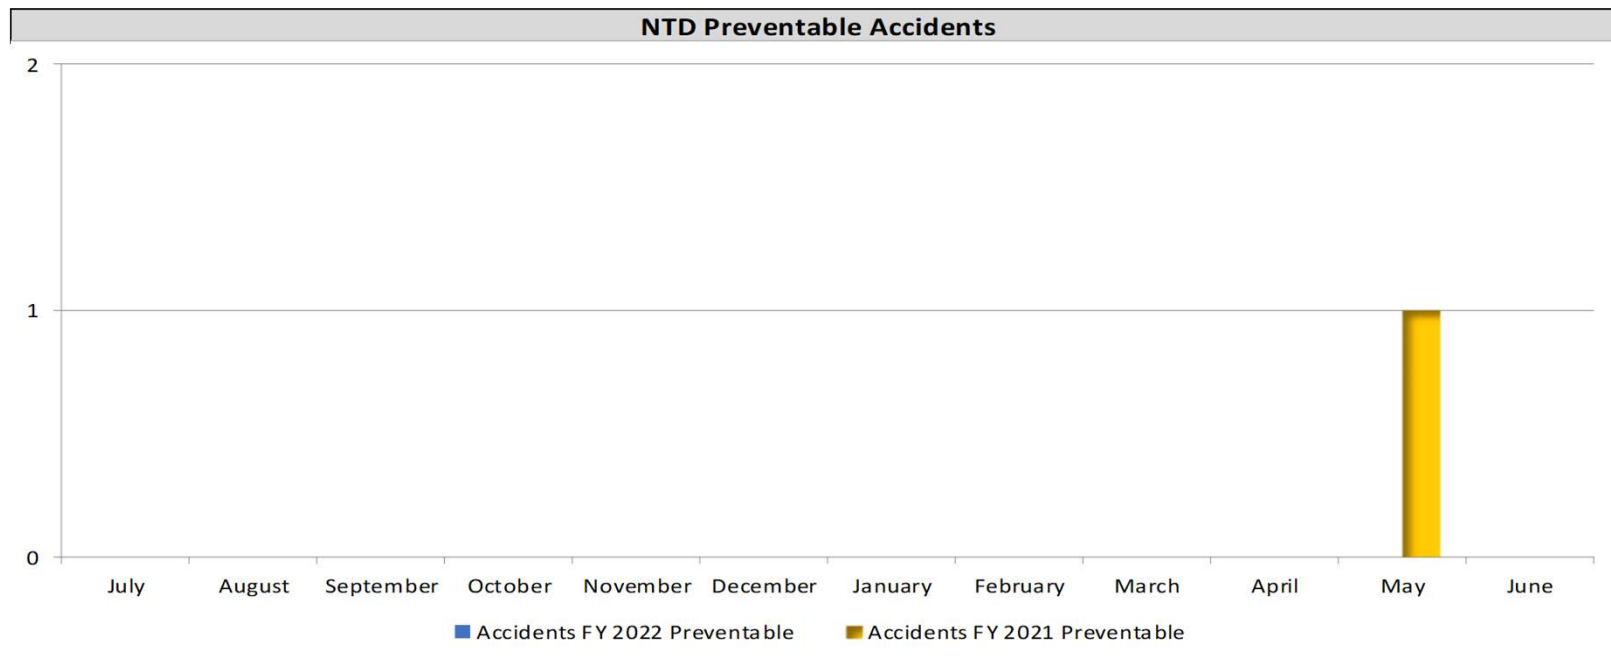 NTD Preventable Accidents
2
1
0
July August September October November December January February March April May June
Accidents FY 2022 Preventable Accidents FY 2021 Preventable